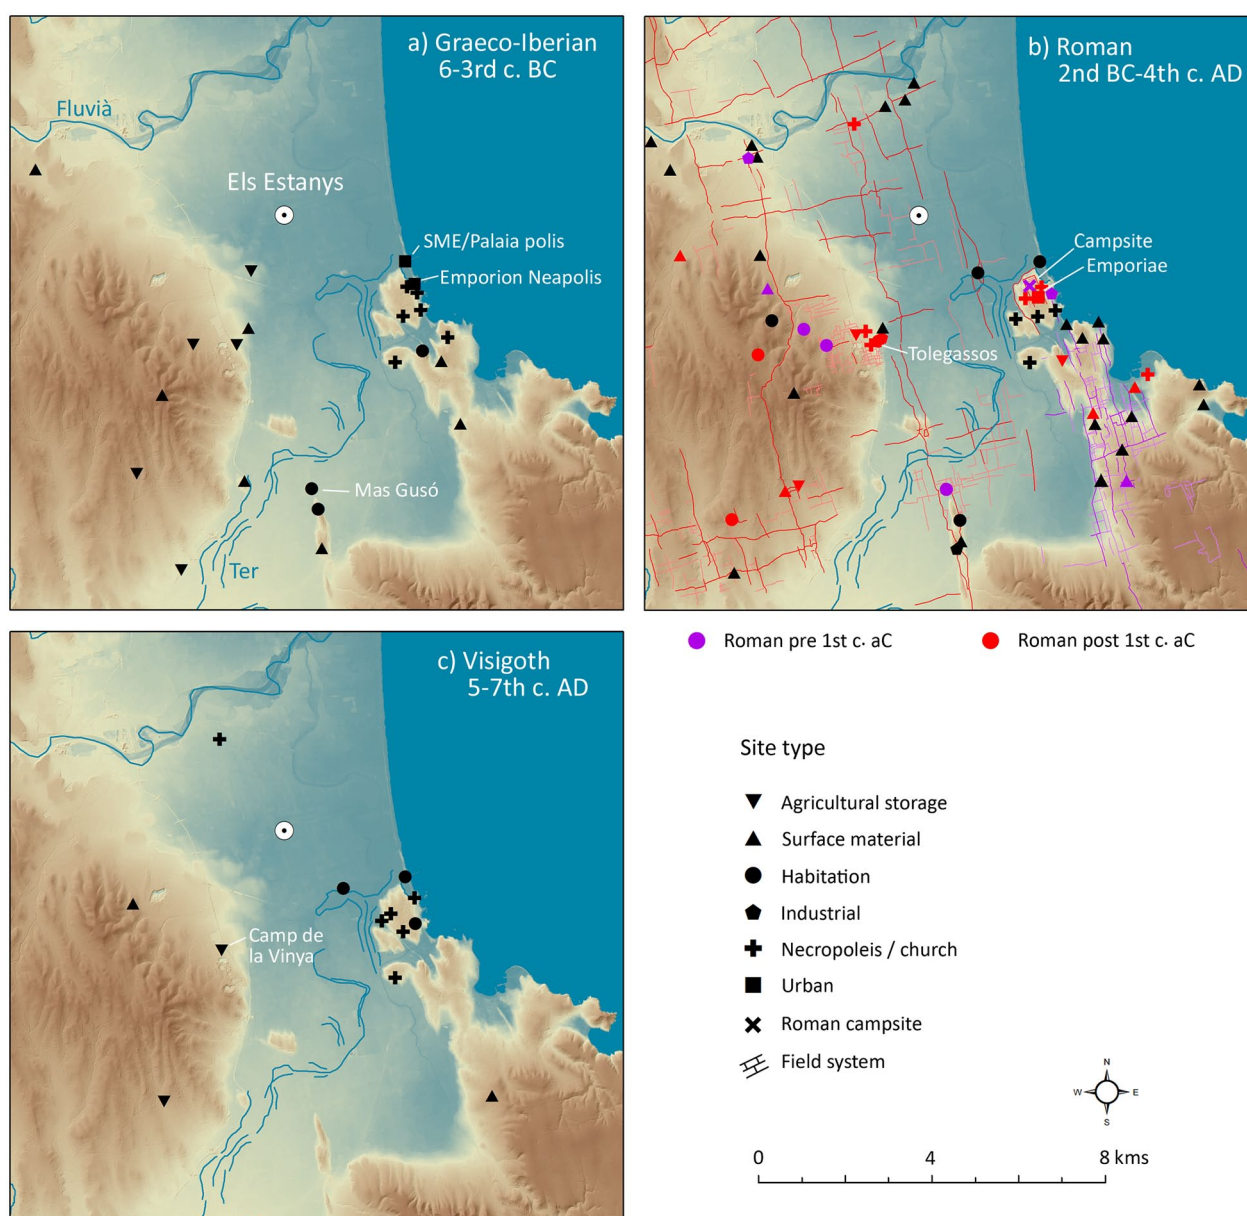 a) Graeco-Iberian
6-3rd c. BC
Fluvià
Els Estanys
SME/Palaia polis
Emporion Neapolis
Mas Gusó
Ter
b) Roman
2nd BC-4th c. AD
Campsite
Emporiae
Tolegassos
c) Visigoth
5-7th c. AD
Camp de
la Vinya
Roman pre 1st c. aC
Roman post 1st c. aC
Site type
Agricultural storage
Surface material
Habitation
Industrial
Necropoleis / church
Urban
Roman campsite
Field system
N
W
E
S
0
4
8 kms